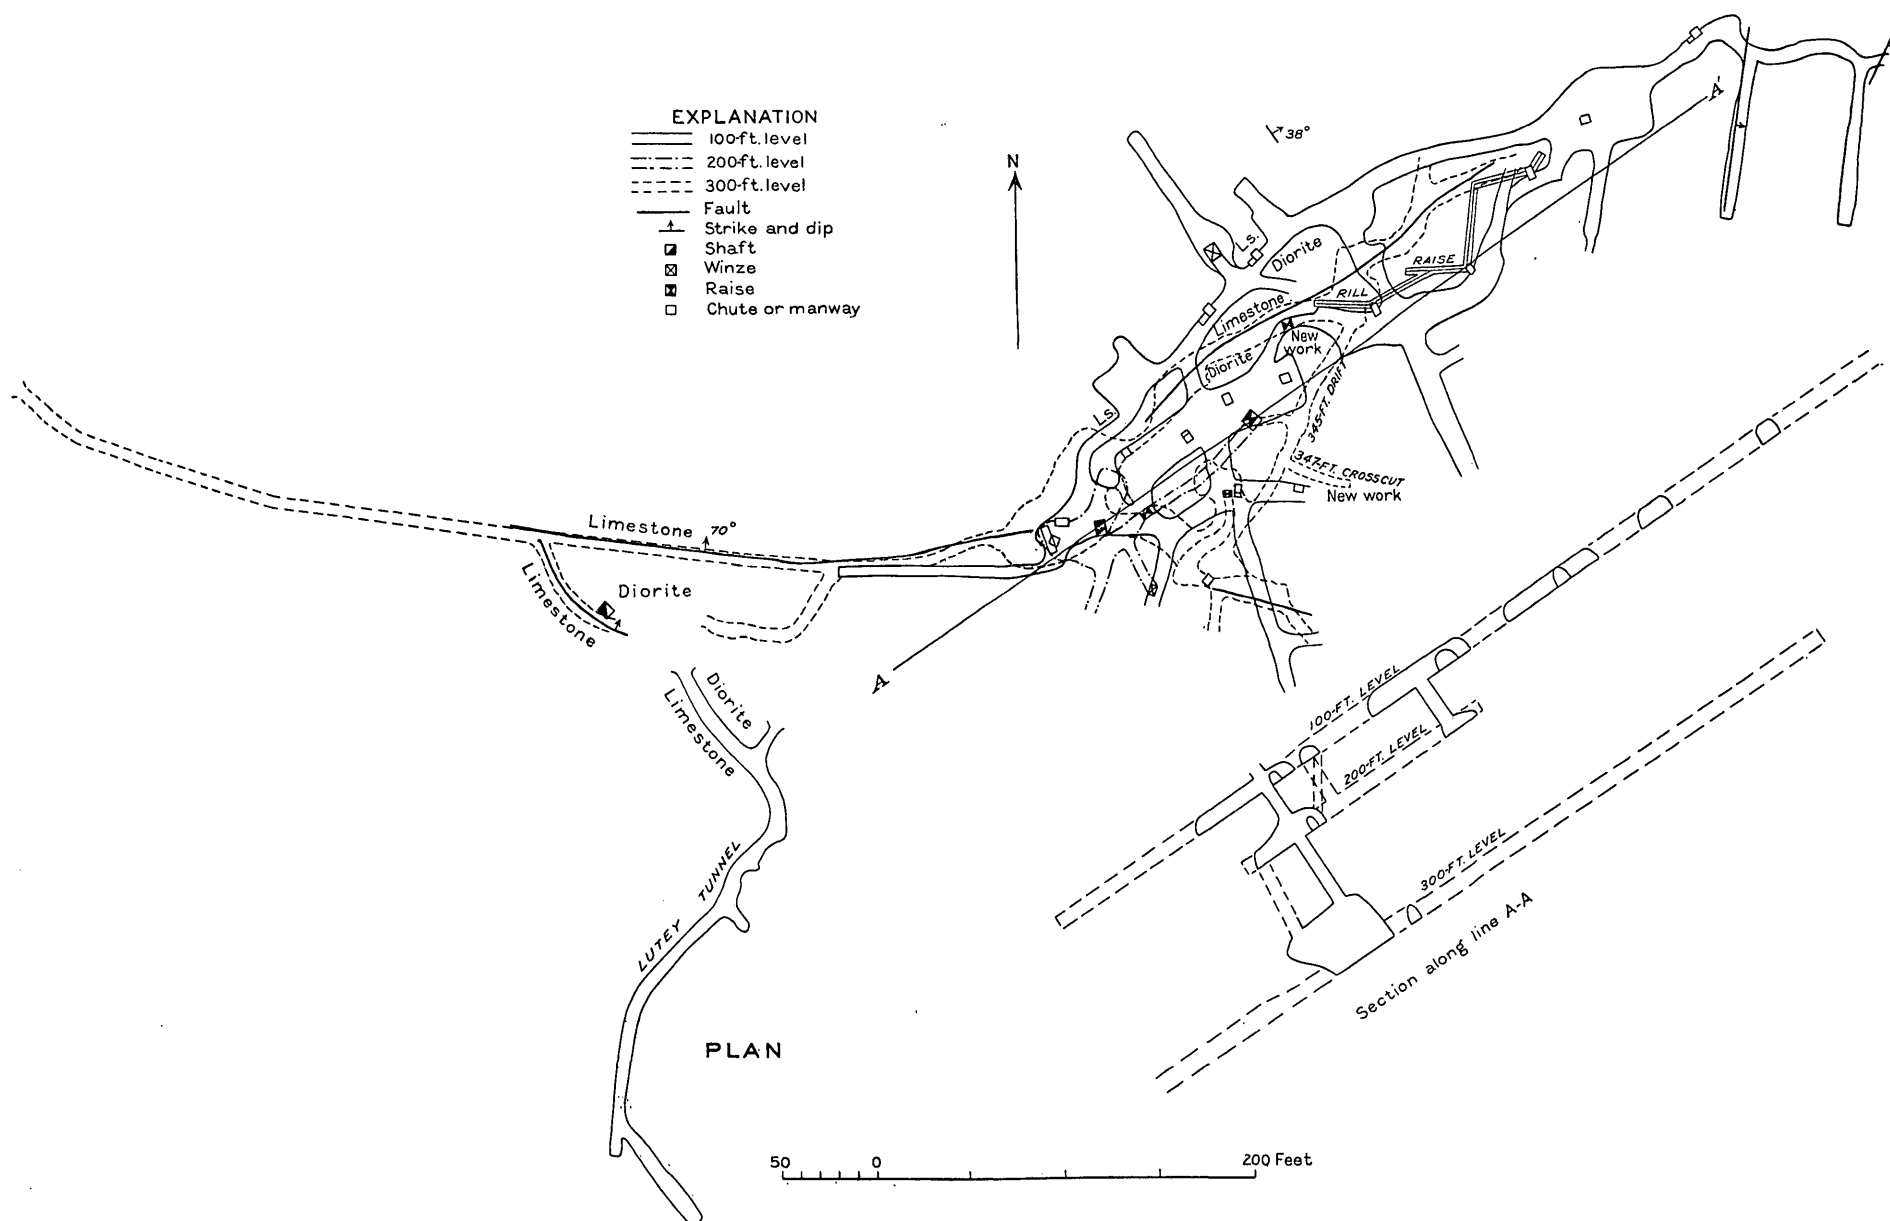 EXPLANATION
100-ft. level
200-ft. level
300-ft. level
Fault
Strike and dip
Shaft
Winze
Raise
Chute or manway
N
38°
A'
Ls.
Diorite
RAISE
RILL
Limestone
New
work
Diorite
345-FT. DRIFT
Ls.
347-FT. CROSSCUT
New work
Limestone 70°
Diorite
Limestone
A
Diorite
Limestone
LUTEY TUNNEL
100-FT. LEVEL
200-FT. LEVEL
300-FT. LEVEL
Section along line A-A
PLAN
50 0 200 Feet